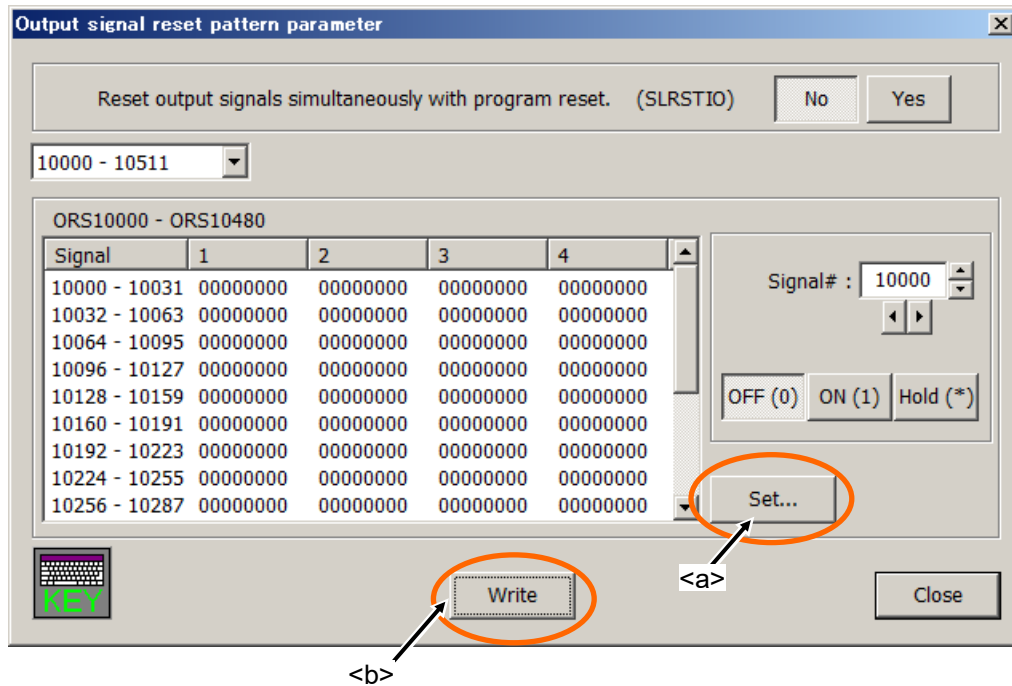 Output signal reset pattern parameter
Reset output signals simultaneously with program reset. (SLRSTIO) No Yes
10000 - 10511
ORS10000 - ORS10480
Signal 1 2 3 4
10000 - 10031 00000000 00000000 00000000 00000000
10032 - 10063 00000000 00000000 00000000 00000000
10064 - 10095 00000000 00000000 00000000 00000000
10096 - 10127 00000000 00000000 00000000 00000000
10128 - 10159 00000000 00000000 00000000 00000000
10160 - 10191 00000000 00000000 00000000 00000000
10192 - 10223 00000000 00000000 00000000 00000000
10224 - 10255 00000000 00000000 00000000 00000000
10256 - 10287 00000000 00000000 00000000 00000000
Signal# : 10000
OFF (0) ON (1) Hold (*)
Set...
<a>
KEY
Write
Close
<b>